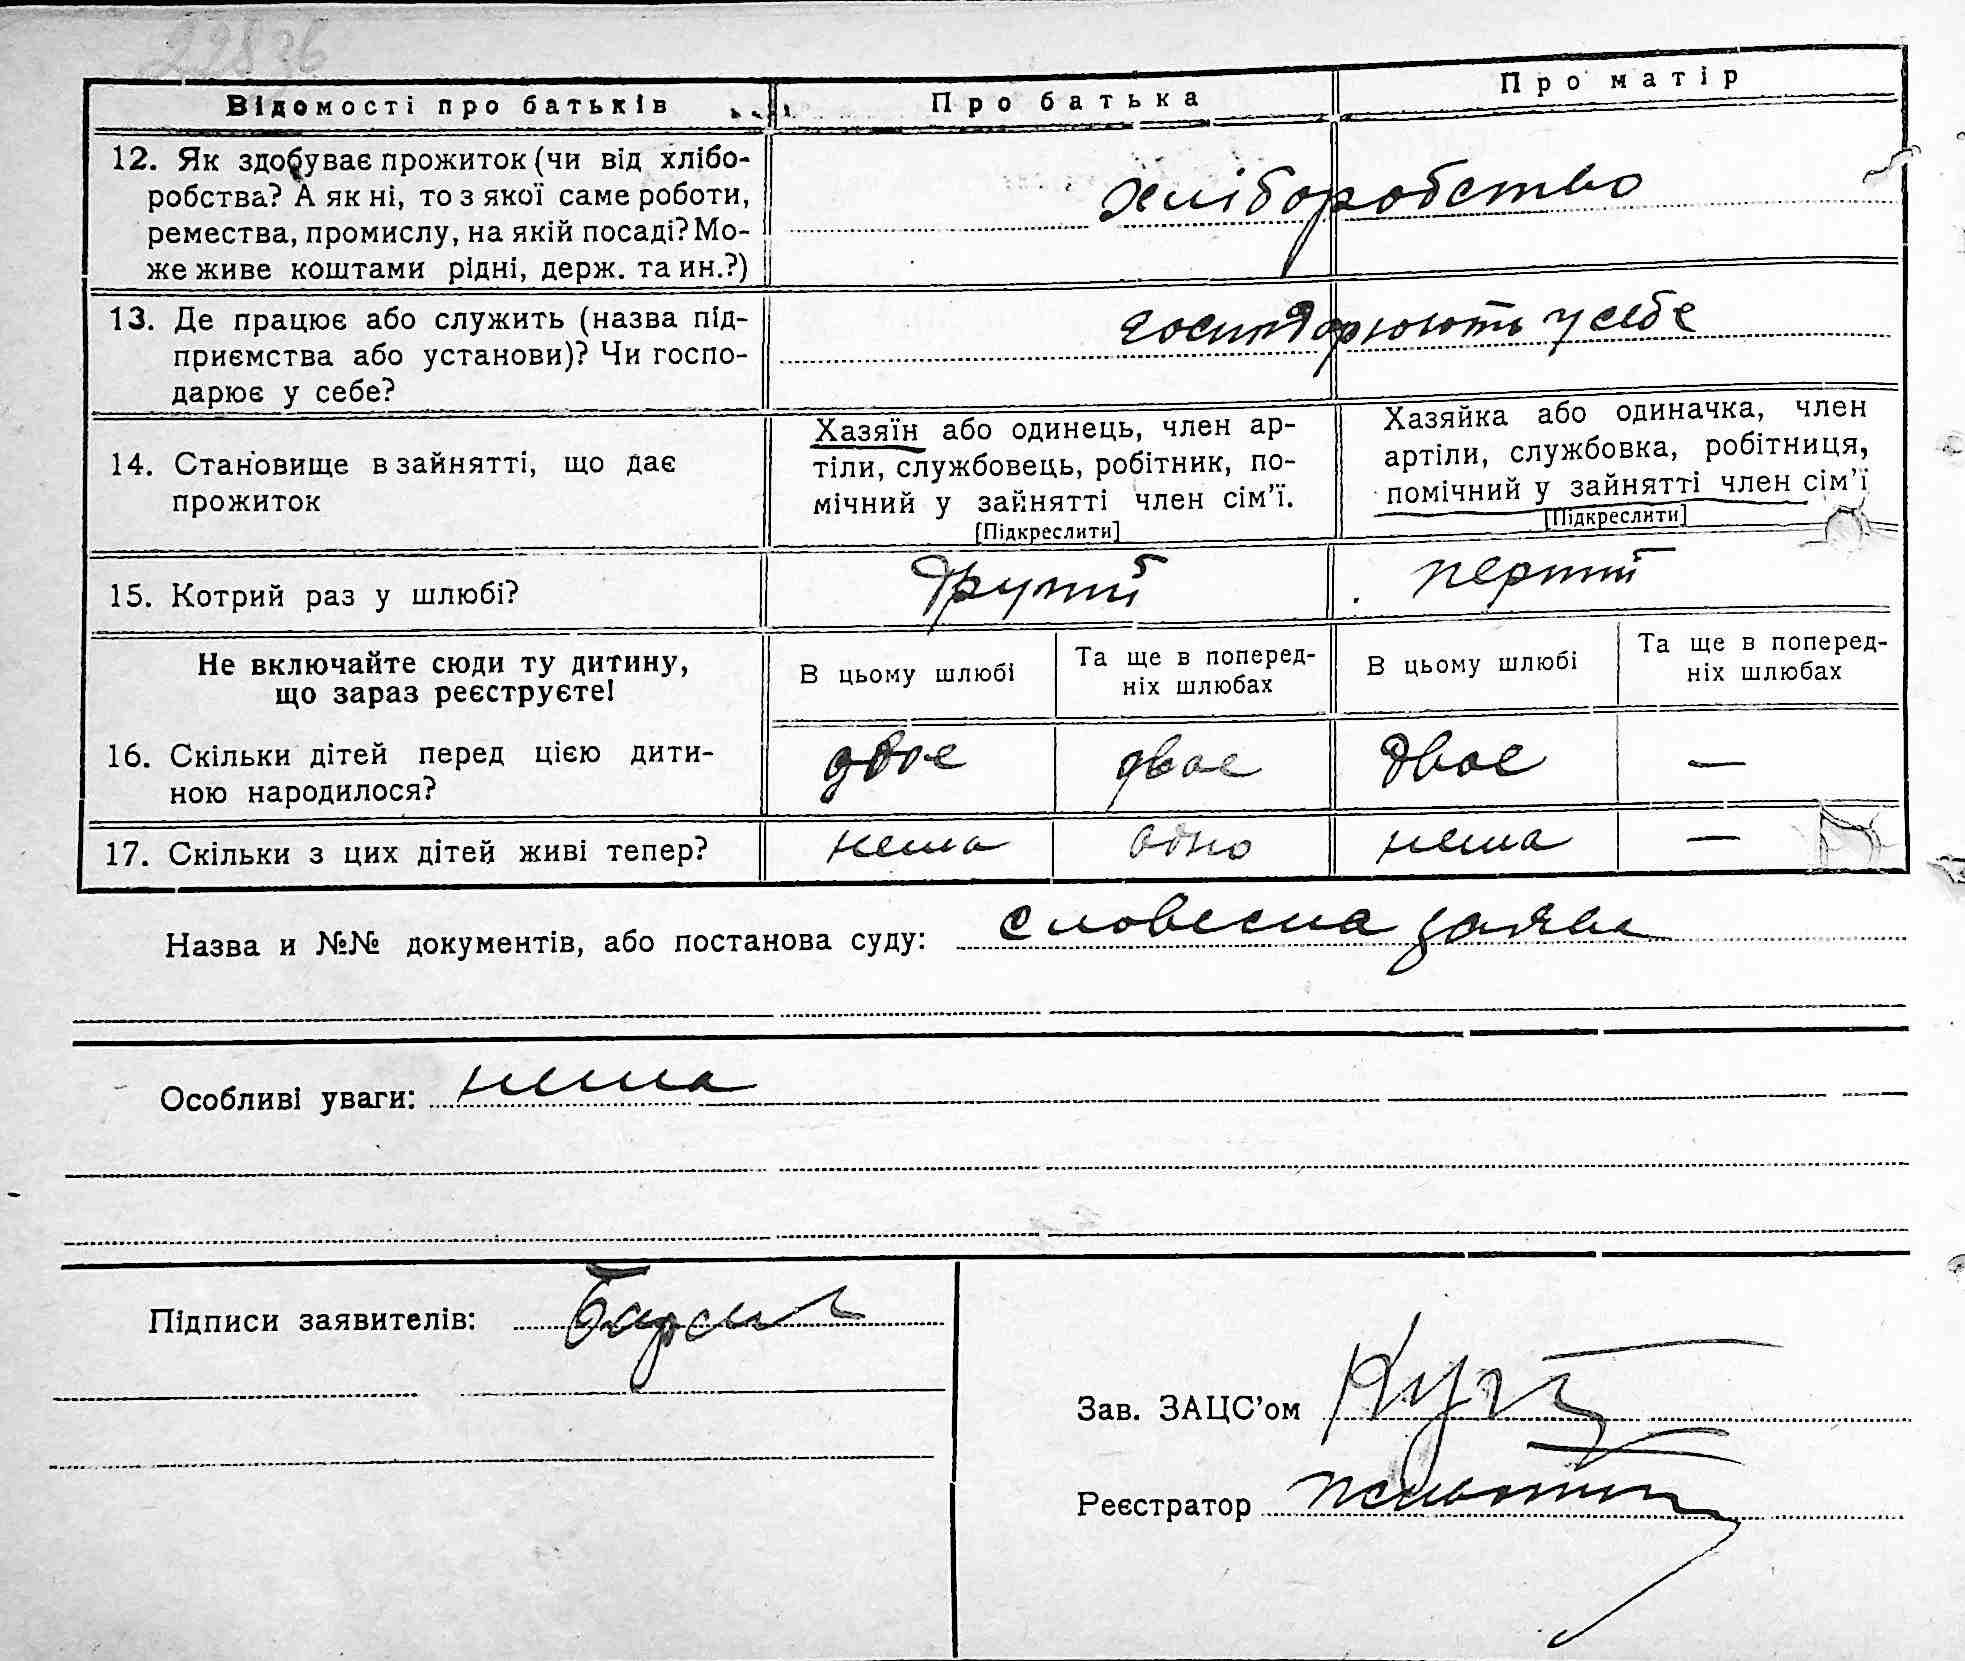 22836
Відомості про батьків
Про батька
Про матір
12. Як здобуває прожиток (чи від хлібо-
робства? А як ні, то з якої саме роботи,
ремества, промислу, на якій посаді? Мо-
же живе коштами рідні, держ. та ин.?)
хліборобство
13. Де працює або служить (назва під-
приємства або установи)? Чи госпо-
дарює у себе?
господорюють у себе
14. Становище в зайнятті, що дає
прожиток
Хазяїн або одинець, член ар-
тіли, службовець, робітник, по-
мічний у зайнятті член сім'ї.
[Підкреслити]
Хазяйка або одиначка, член
артіли, службовка, робітниця,
помічний у зайнятті член сім'ї
[Підкреслити]
15. Котрий раз у шлюбі?
другий
перший
Не включайте сюди ту дитину,
що зараз реєструєте!
В цьому шлюбі
Та ще в поперед-
ніх шлюбах
В цьому шлюбі
Та ще в поперед-
ніх шлюбах
16. Скільки дітей перед цією дити-
ною народилося?
двоє двоє двоє —
17. Скільки з цих дітей живі тепер?
нема одно нема —
Назва и №№ документів, або постанова суду: словесна заява
Особливі уваги: нема
Підписи заявителів:
Зав. ЗАЦС'ом
Реєстратор